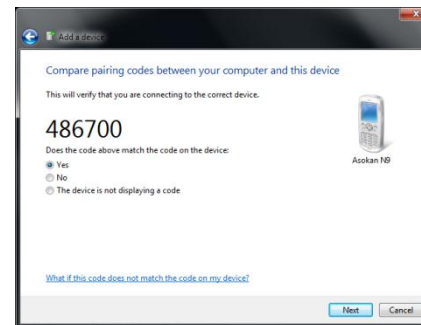 Add a device
Compare pairing codes between your computer and this device
This will verify that you are connecting to the correct device.
486700
Does the code above match the code on the device:
Yes
No
The device is not displaying a code
Asokan N9
What if this code does not match the code on my device?
Next Cancel